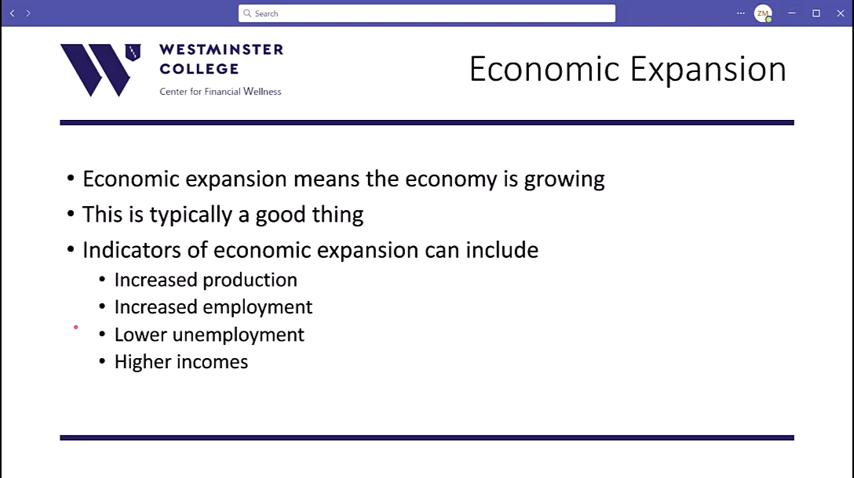 Search
ZM
WESTMINSTER
COLLEGE
Center for Financial Wellness
Economic Expansion
• Economic expansion means the economy is growing
• This is typically a good thing
• Indicators of economic expansion can include
• Increased production
• Increased employment
• Lower unemployment
• Higher incomes